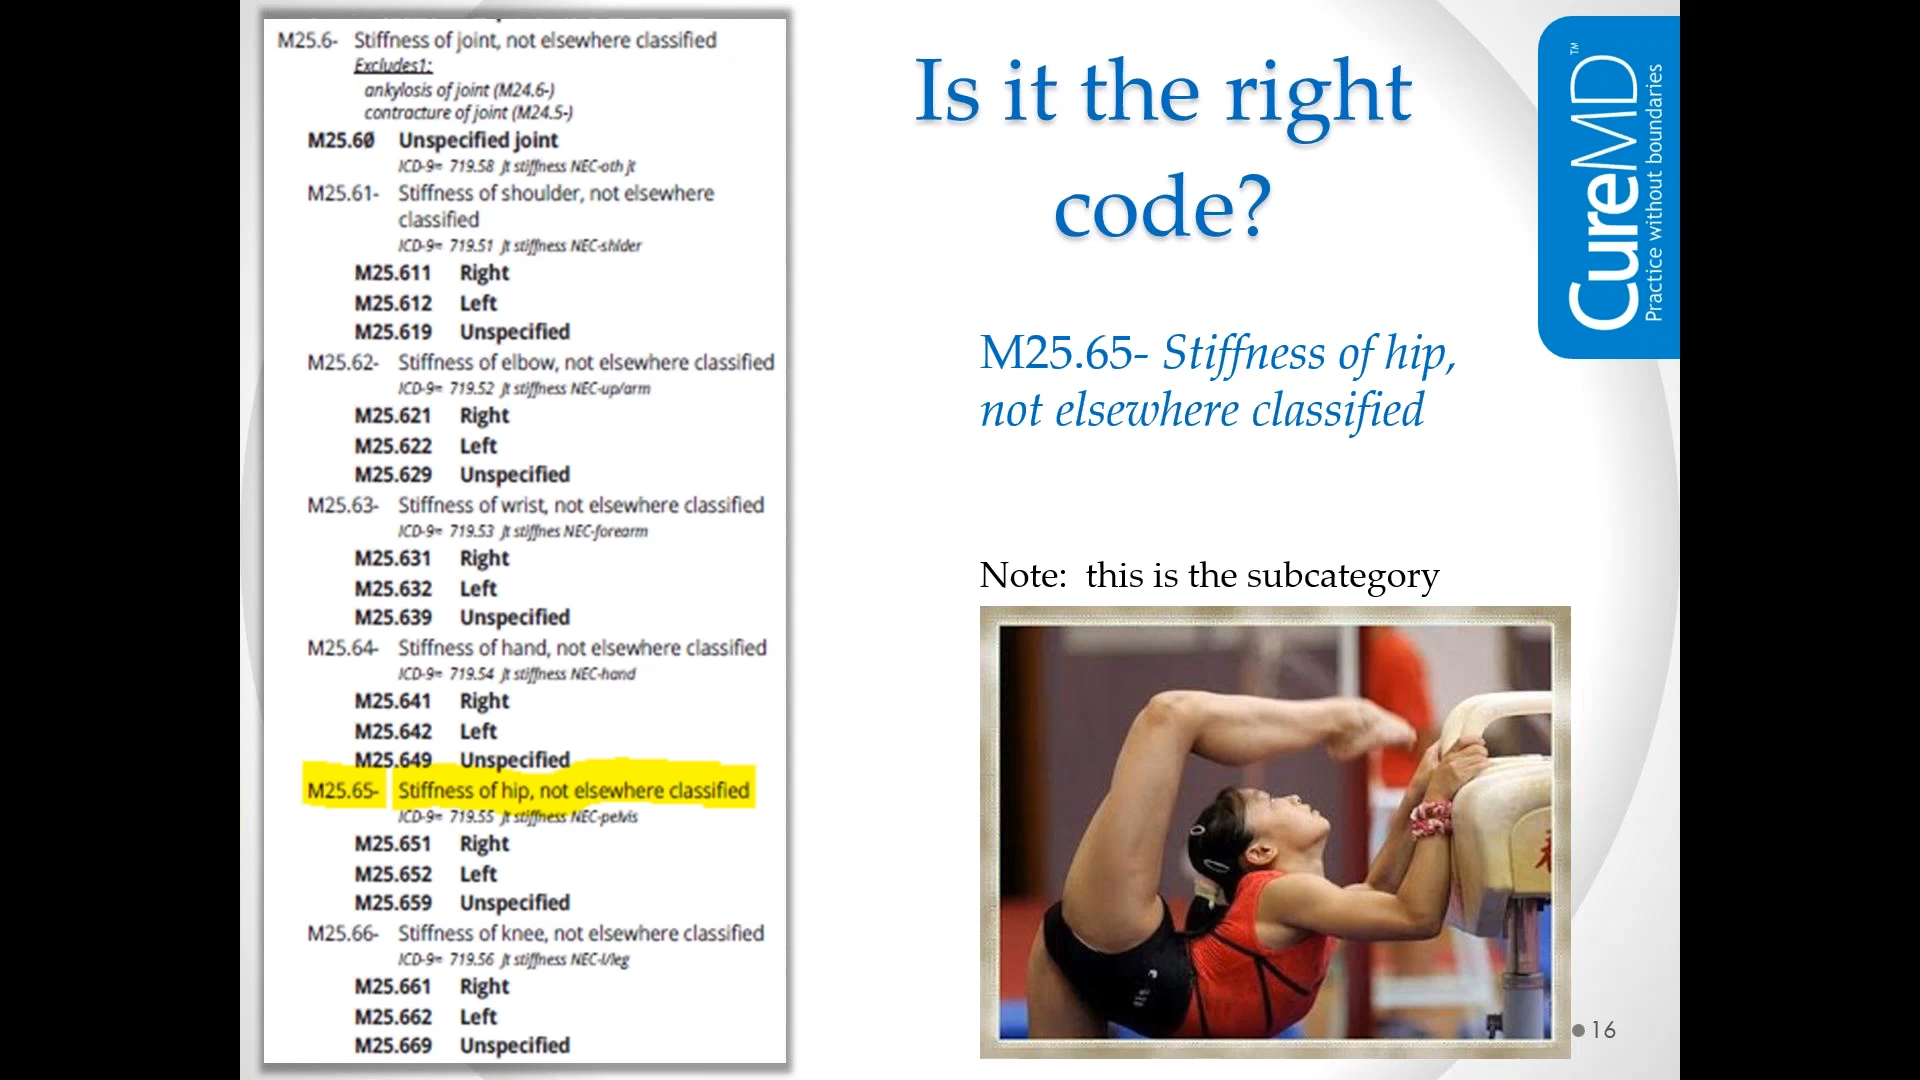 M25.6- Stiffness of joint, not elsewhere classified
Excludes1:
ankylosis of joint (M24.6-)
contracture of joint (M24.5-)
M25.60 Unspecified joint
ICD-9= 719.58 Jt stiffness NEC-oth jt
M25.61- Stiffness of shoulder, not elsewhere
classified
ICD-9= 719.51 Jt stiffness NEC-shlder
M25.611 Right
M25.612 Left
M25.619 Unspecified
M25.62- Stiffness of elbow, not elsewhere classified
ICD-9= 719.52 Jt stiffness NEC-up/arm
M25.621 Right
M25.622 Left
M25.629 Unspecified
M25.63- Stiffness of wrist, not elsewhere classified
ICD-9= 719.53 Jt stiffnes NEC-forearm
M25.631 Right
M25.632 Left
M25.639 Unspecified
M25.64- Stiffness of hand, not elsewhere classified
ICD-9= 719.54 Jt stiffness NEC-hand
M25.641 Right
M25.642 Left
M25.649 Unspecified
M25.65- Stiffness of hip, not elsewhere classified
ICD-9= 719.55 Jt stiffness NEC-pelvis
M25.651 Right
M25.652 Left
M25.659 Unspecified
M25.66- Stiffness of knee, not elsewhere classified
ICD-9= 719.56 Jt stiffness NEC-l/leg
M25.661 Right
M25.662 Left
M25.669 Unspecified
Is it the right
code?
M25.65- Stiffness of hip,
not elsewhere classified
Note: this is the subcategory
CureMD™
Practice without boundaries
16